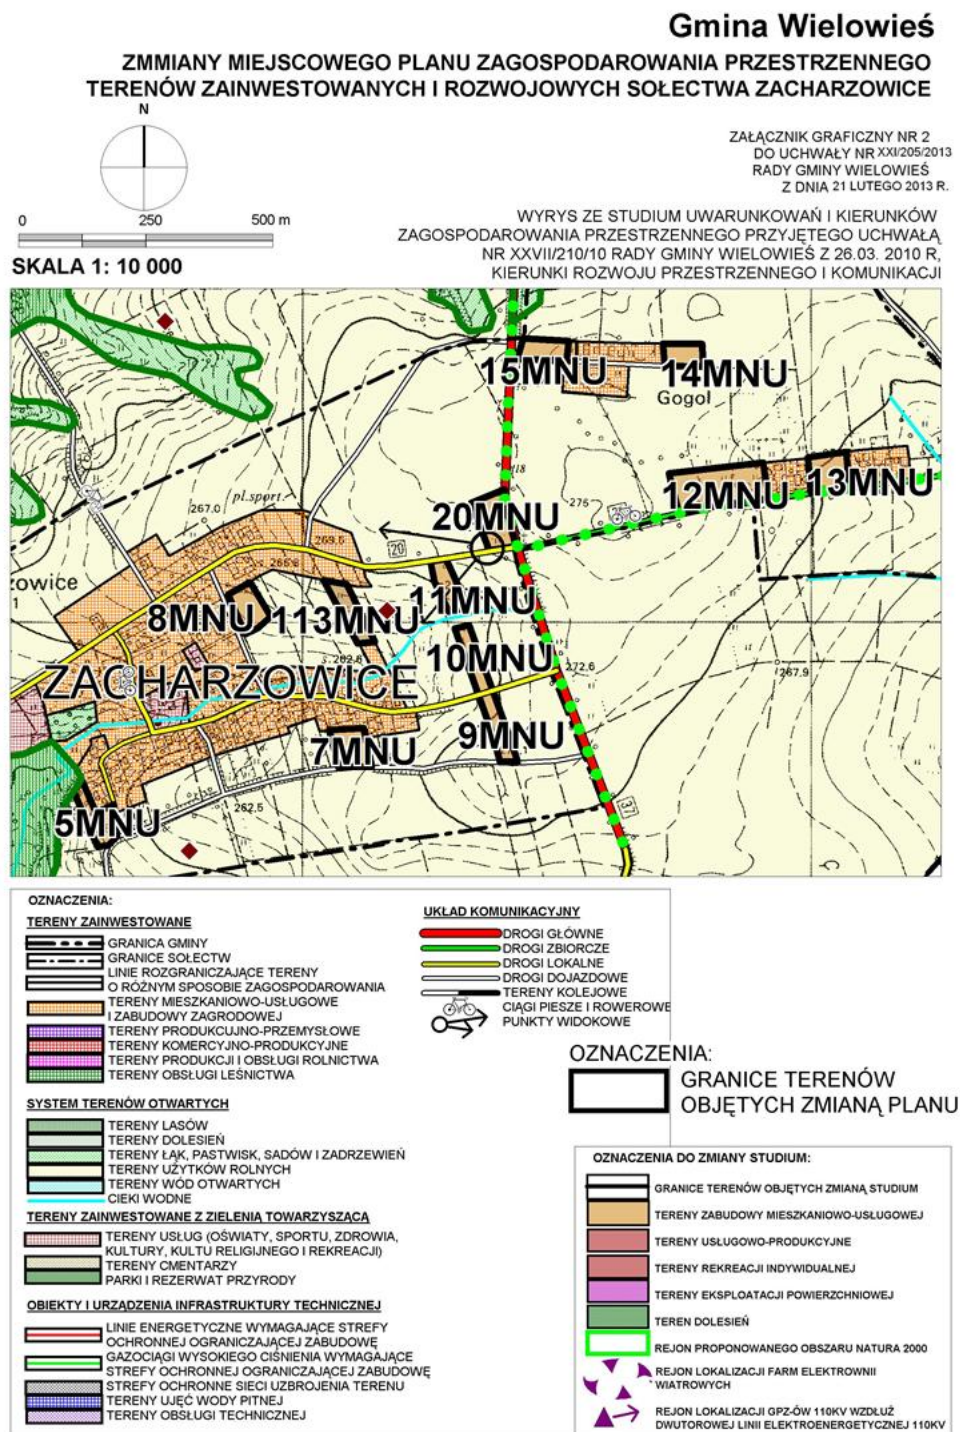 Gmina Wielowieś
ZMMIANY MIEJSCOWEGO PLANU ZAGOSPODAROWANIA PRZESTRZENNEGO
TERENÓW ZAINWESTOWANYCH I ROZWOJOWYCH SOŁECTWA ZACHARZOWICE
N
ZAŁĄCZNIK GRAFICZNY NR 2
DO UCHWAŁY NR XXI/205/2013
RADY GMINY WIELOWIEŚ
Z DNIA 21 LUTEGO 2013 R.
0 250 500 m
SKALA 1: 10 000
WYRYS ZE STUDIUM UWARUNKOWAŃ I KIERUNKÓW
ZAGOSPODAROWANIA PRZESTRZENNEGO PRZYJĘTEGO UCHWAŁĄ
NR XXVII/210/10 RADY GMINY WIELOWIEŚ Z 26.03. 2010 R,
KIERUNKI ROZWOJU PRZESTRZENNEGO I KOMUNIKACJI
15MNU
14MNU
Gogol
12MNU
13MNU
pl.sport.
267.0
20MNU
276
269.5
20
zowice
8MNU
113MNU
11MNU
10MNU
272.6
267.9
262.6
ZACHARZOWICE
7MNU
9MNU
5MNU
262.5
37
OZNACZENIA:
TERENY ZAINWESTOWANE
GRANICA GMINY
GRANICE SOŁECTW
LINIE ROZGRANICZAJĄCE TERENY
O RÓŻNYM SPOSOBIE ZAGOSPODAROWANIA
TERENY MIESZKANIOWO-USŁUGOWE
I ZABUDOWY ZAGRODOWEJ
TERENY PRODUKCUJNO-PRZEMYSŁOWE
TERENY KOMERCYJNO-PRODUKCYJNE
TERENY PRODUKCJI I OBSŁUGI ROLNICTWA
TERENY OBSŁUGI LEŚNICTWA
SYSTEM TERENÓW OTWARTYCH
TERENY LASÓW
TERENY DOLESIEŃ
TERENY ŁĄK, PASTWISK, SADÓW I ZADRZEWIEŃ
TERENY UŻYTKÓW ROLNYCH
TERENY WÓD OTWARTYCH
CIEKI WODNE
TERENY ZAINWESTOWANE Z ZIELENIĄ TOWARZYSZĄCĄ
TERENY USŁUG (OŚWIATY, SPORTU, ZDROWIA,
KULTURY, KULTU RELIGIJNEGO I REKREACJI)
TERENY CMENTARZY
PARKI I REZERWAT PRZYRODY
OBIEKTY I URZĄDZENIA INFRASTRUKTURY TECHNICZNEJ
LINIE ENERGETYCZNE WYMAGAJĄCE STREFY
OCHRONNEJ OGRANICZAJĄCEJ ZABUDOWĘ
GAZOCIĄGI WYSOKIEGO CIŚNIENIA WYMAGAJĄCE
STREFY OCHRONNEJ OGRANICZAJĄCEJ ZABUDOWĘ
STREFY OCHRONNE SIECI UZBROJENIA TERENU
TERENY UJĘĆ WODY PITNEJ
TERENY OBSŁUGI TECHNICZNEJ
UKŁAD KOMUNIKACYJNY
DROGI GŁÓWNE
DROGI ZBIORCZE
DROGI LOKALNE
DROGI DOJAZDOWE
TERENY KOLEJOWE
CIĄGI PIESZE I ROWEROWE
PUNKTY WIDOKOWE
OZNACZENIA:
GRANICE TERENÓW
OBJĘTYCH ZMIANĄ PLANU
OZNACZENIA DO ZMIANY STUDIUM:
GRANICE TERENÓW OBJĘTYCH ZMIANĄ STUDIUM
TERENY ZABUDOWY MIESZKANIOWO-USŁUGOWEJ
TERENY USŁUGOWO-PRODUKCYJNE
TERENY REKREACJI INDYWIDUALNEJ
TERENY EKSPLOATACJI POWIERZCHNIOWEJ
TEREN DOLESIEŃ
REJON PROPONOWANEGO OBSZARU NATURA 2000
REJON LOKALIZACJI FARM ELEKTROWNII
WIATROWYCH
REJON LOKALIZACJI GPZ-ÓW 110KV WZDŁUŻ
DWUTOROWEJ LINII ELEKTROENERGETYCZNEJ 110KV